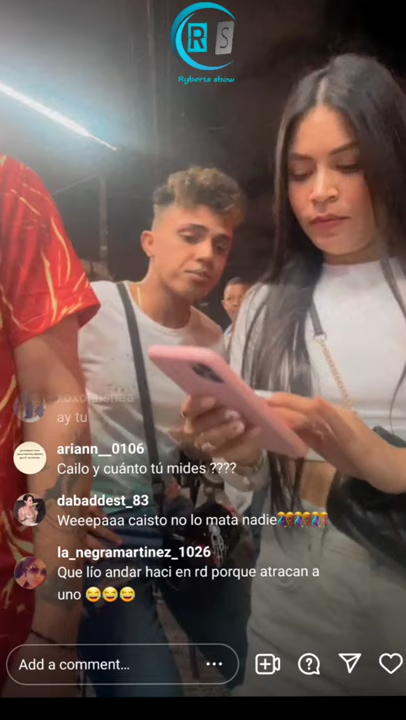 R S
Ryberts show
ay tu
ariann__0106
Cailo y cuánto tú mides ????
dabaddest_83
Weeepaaa caisto no lo mata nadie
la_negramartinez_1026
Que lío andar haci en rd porque atracan a
uno 😂😂😂
Add a comment...